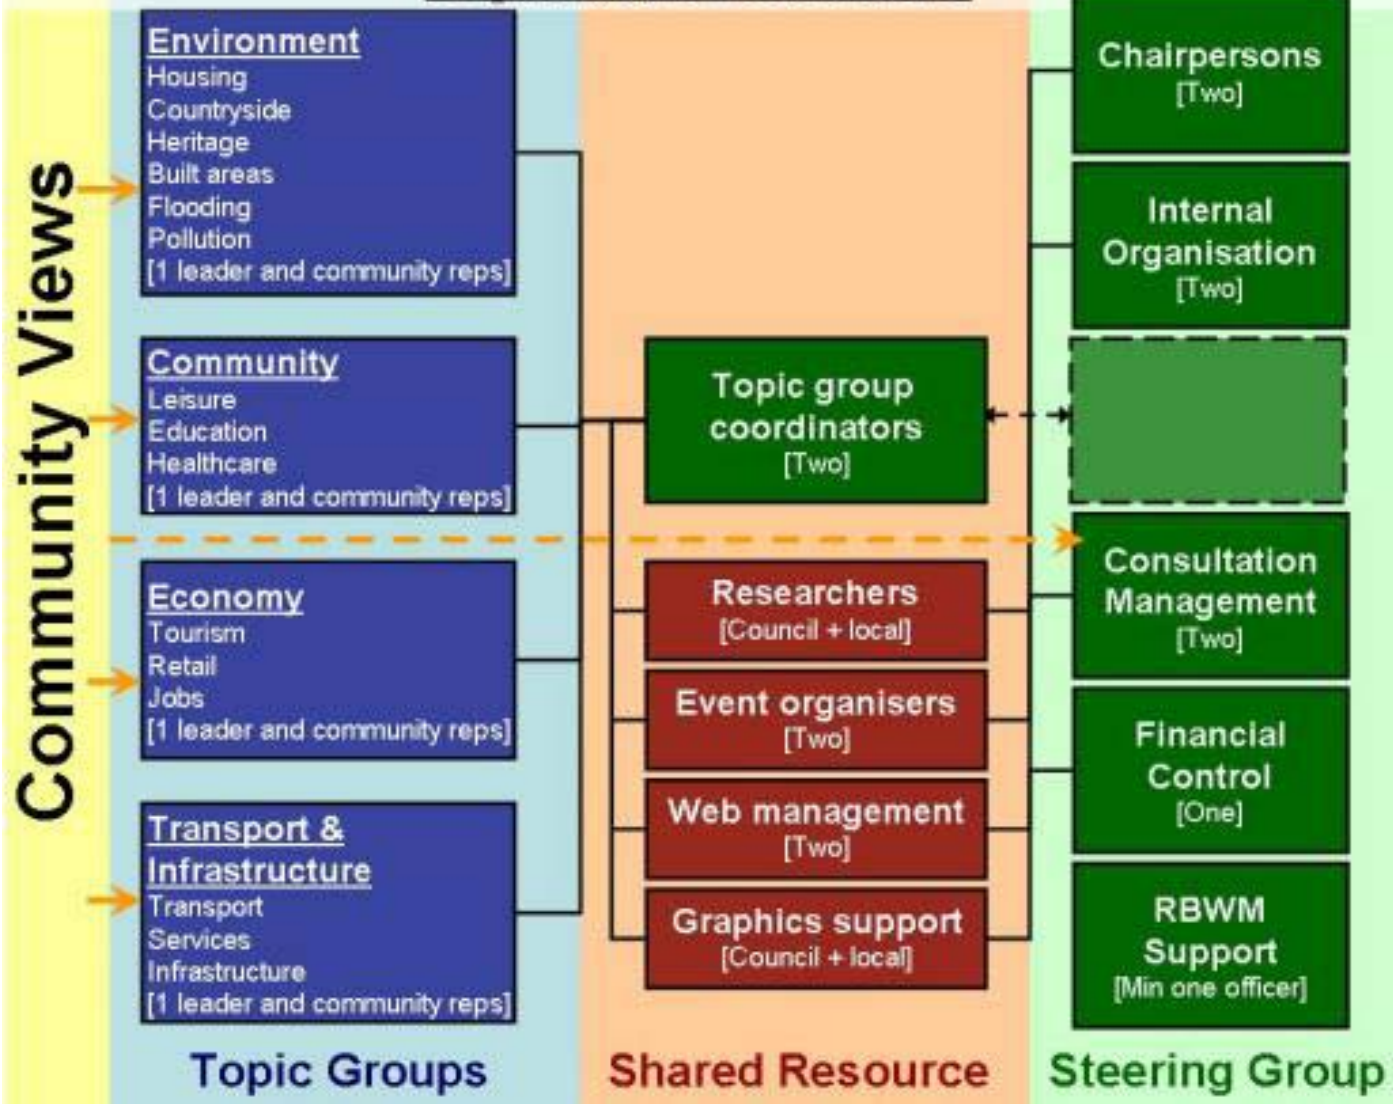 Community Views
Environment
Housing
Countryside
Heritage
Built areas
Flooding
Pollution
[1 leader and community reps]
Community
Leisure
Education
Healthcare
[1 leader and community reps]
Economy
Tourism
Retail
Jobs
[1 leader and community reps]
Transport &
Infrastructure
Transport
Services
Infrastructure
[1 leader and community reps]
Topic Groups
Topic group
coordinators
[Two]
Researchers
[Council + local]
Event organisers
[Two]
Web management
[Two]
Graphics support
[Council + local]
Shared Resource
Chairpersons
[Two]
Internal
Organisation
[Two]
Consultation
Management
[Two]
Financial
Control
[One]
RBWM
Support
[Min one officer]
Steering Group